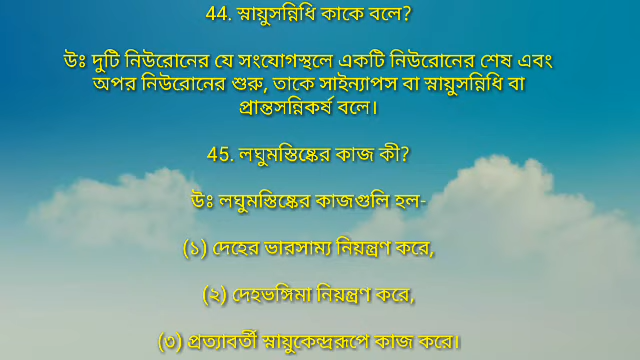 44. স্নায়ুসন্নিধি কাকে বলে?
উঃ দুটি নিউরোনের যে সংযোগস্থলে একটি নিউরোনের শেষ এবং
অপর নিউরোনের শুরু, তাকে সাইন্যাপস বা স্নায়ুসন্নিধি বা
প্রান্তসন্নিকর্ষ বলে।
45. লঘুমস্তিষ্কের কাজ কী?
উঃ লঘুমস্তিষ্কের কাজগুলি হল-
(১) দেহের ভারসাম্য নিয়ন্ত্রণ করে,
(২) দেহভঙ্গিমা নিয়ন্ত্রণ করে,
(৩) প্রত্যাবর্তী স্নায়ুকেন্দ্ররূপে কাজ করে।